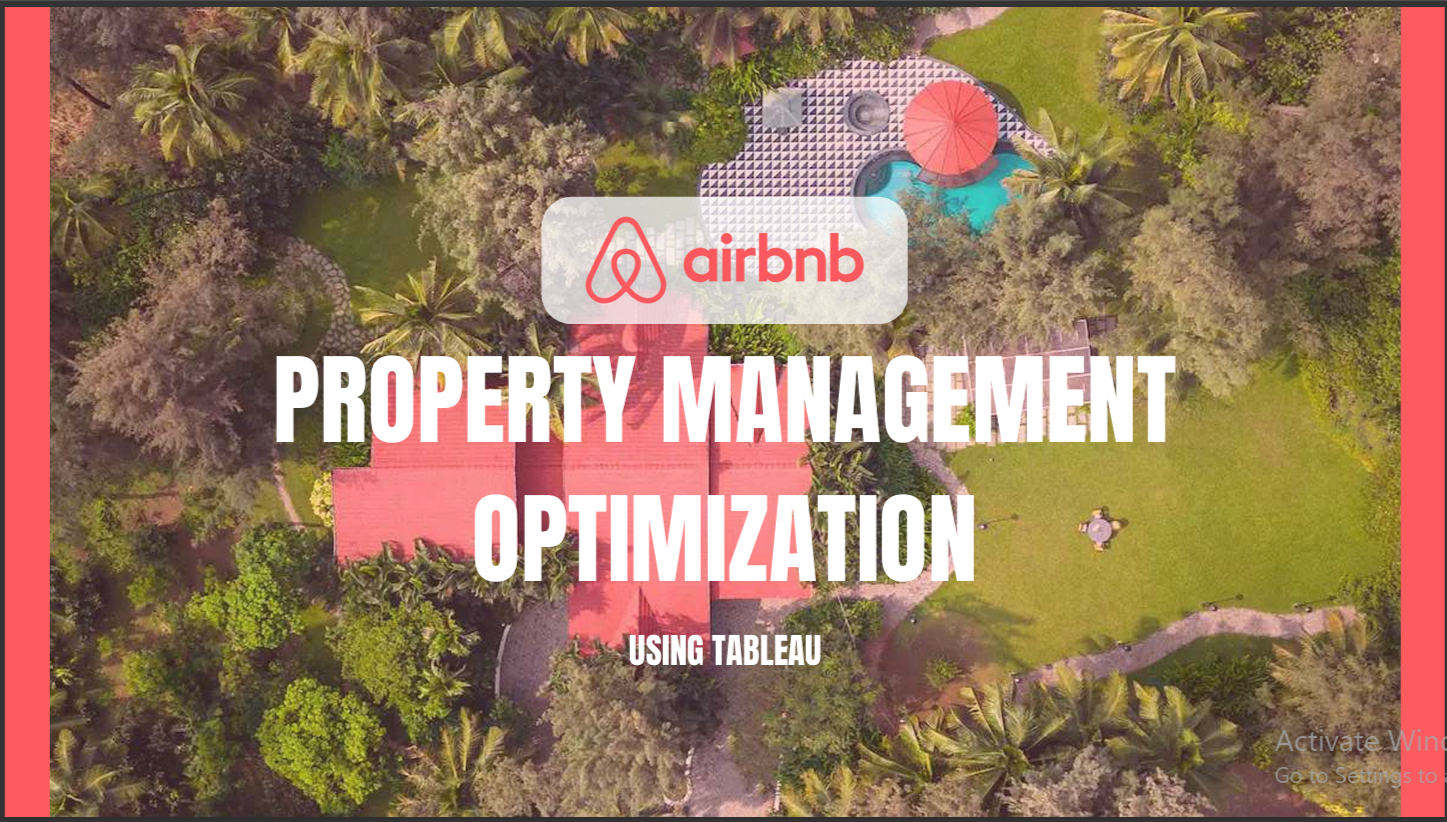 airbnb
PROPERTY MANAGEMENT
OPTIMIZATION
USING TABLEAU
Activate Wind
Go to Settings to a